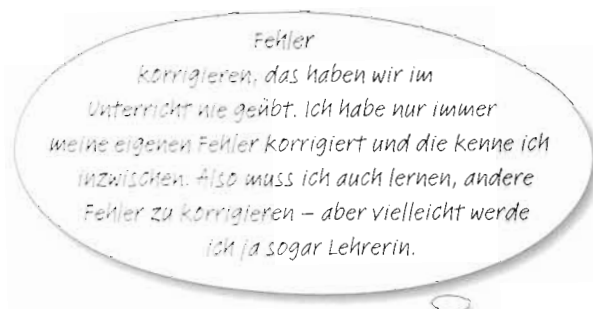 Fehler
korrigieren, das haben wir im
Unterricht nie geübt. Ich habe nur immer
meine eigenen Fehler korrigiert und die kenne ich
inzwischen. Also muss ich auch lernen, andere
Fehler zu korrigieren – aber vielleicht werde
ich ja sogar Lehrerin.